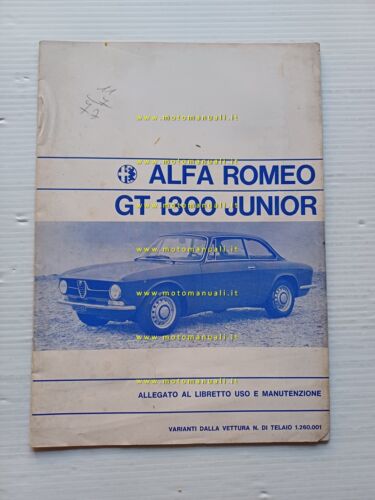 www.motomanuali.it
11
www.motomanuali.it
ALFA ROMEO
www.motomanuali.it
GT 1300 JUNIOR
www.motomanuali.it
www.motomanuali.it
www.motomanuali.it
ALLEGATO AL LIBRETTO USO E MANUTENZIONE
www.motomanuali.it
VARIANTI DALLA VETTURA N. DI TELAIO 1.260.001